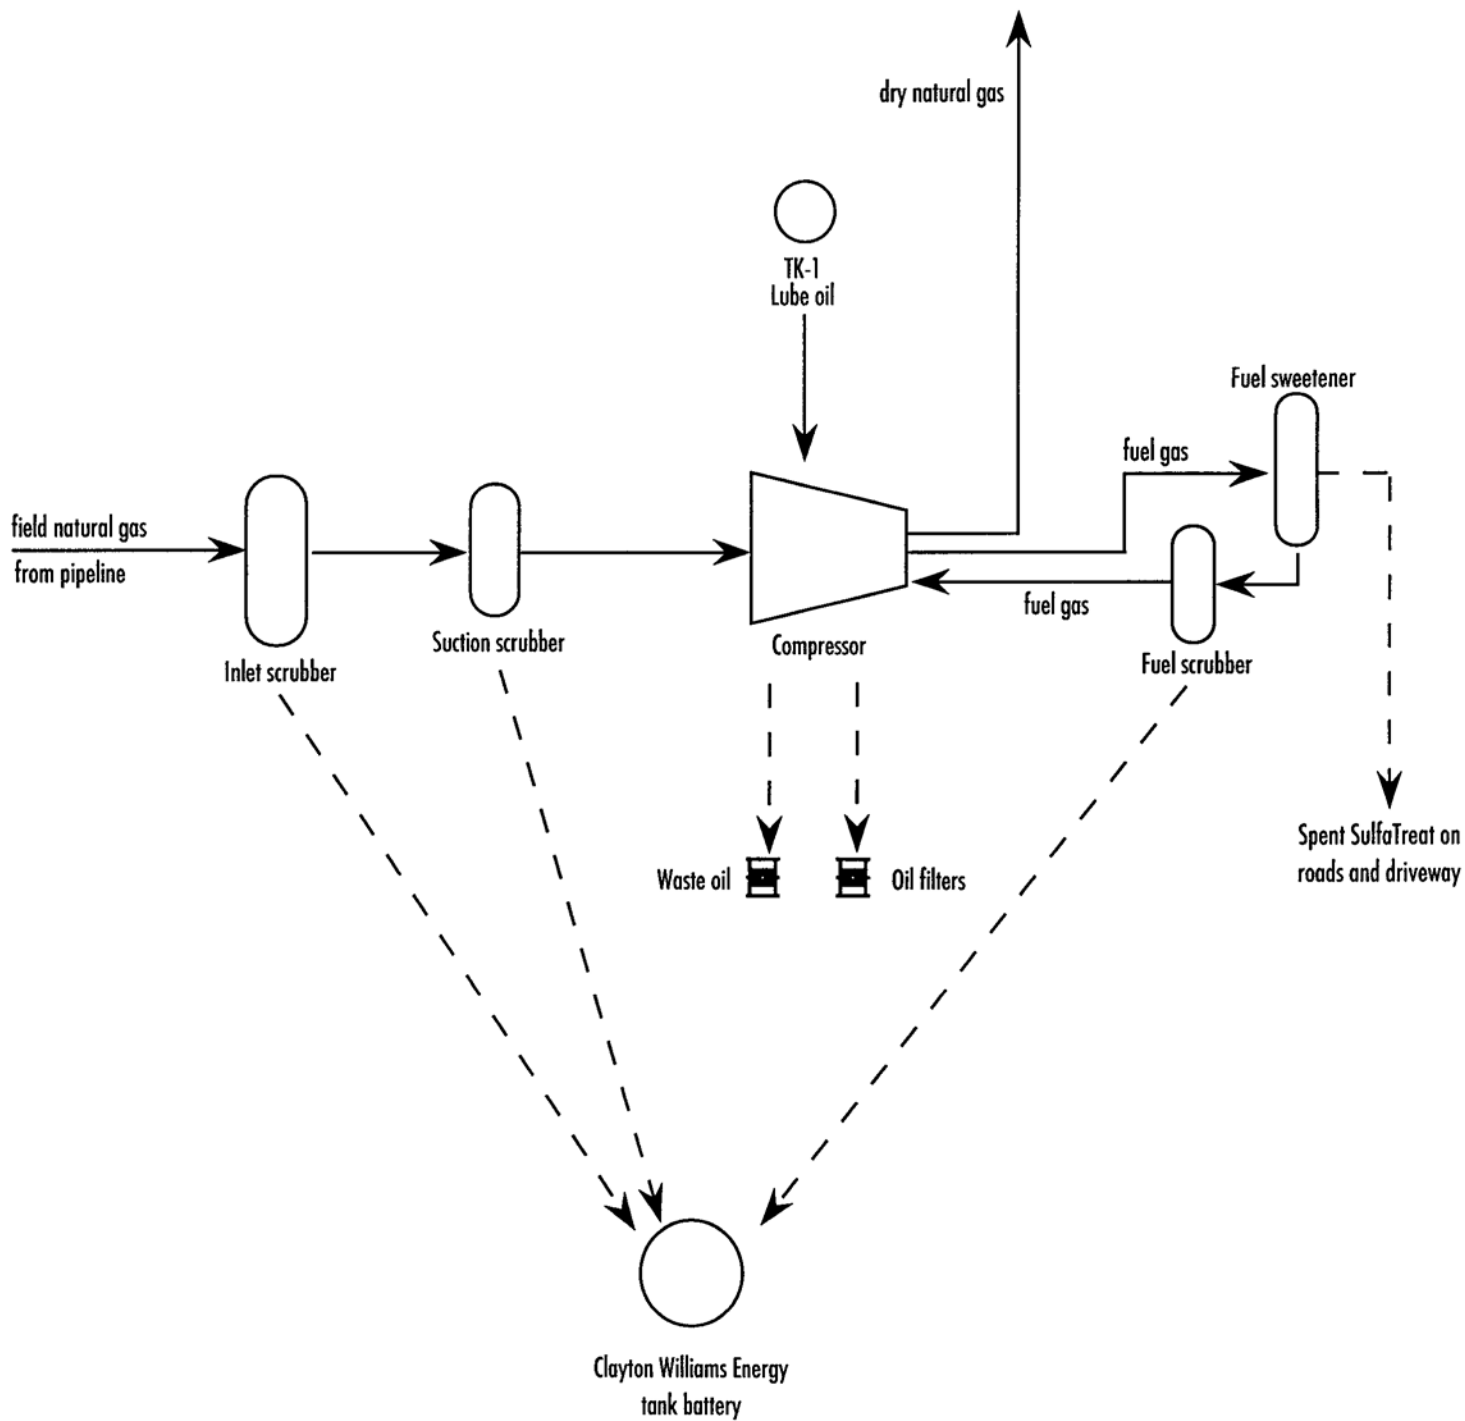 dry natural gas
TK-1
Lube oil
Fuel sweetener
fuel gas
field natural gas
from pipeline
fuel gas
Suction scrubber
Compressor
Inlet scrubber
Fuel scrubber
Spent SulfaTreat on
roads and driveway
Waste oil
Oil filters
Clayton Williams Energy
tank battery